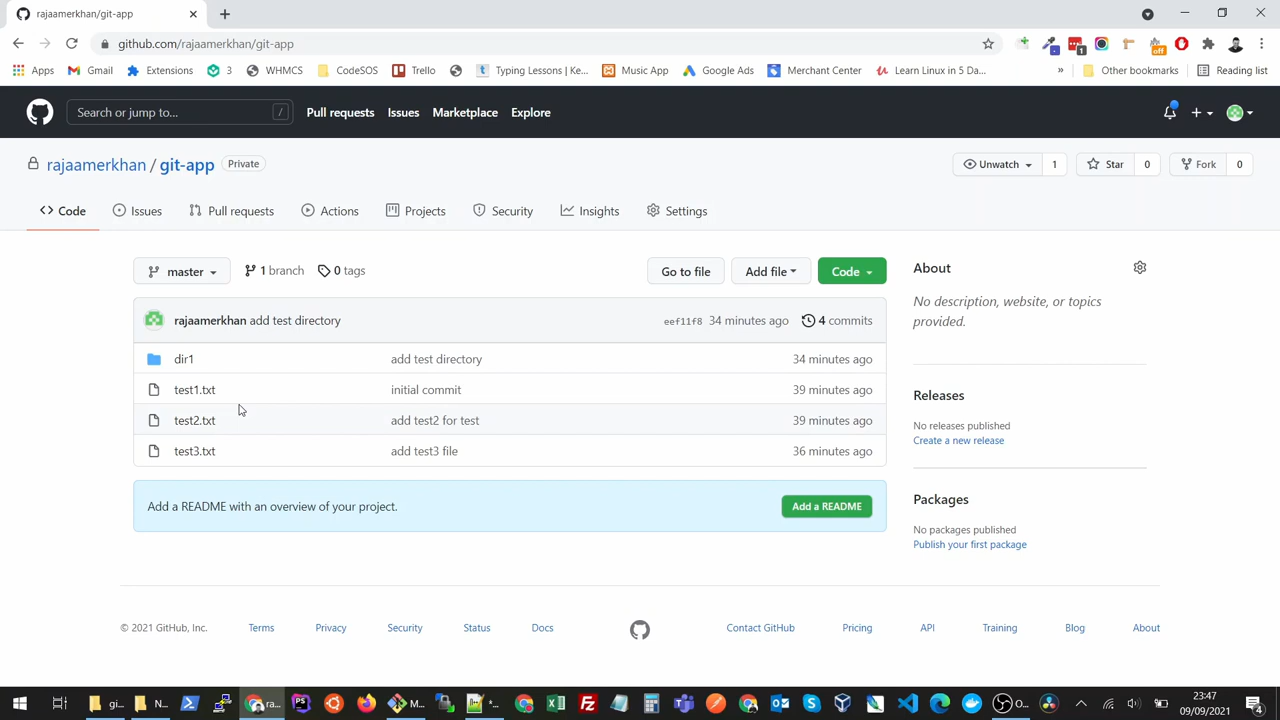 rajaamerkhan/git-app
github.com/rajaamerkhan/git-app
Apps Gmail Extensions 3 WHMCS CodeSOS Trello Typing Lessons | Ke... Music App Google Ads Merchant Center Learn Linux in 5 Da... » Other bookmarks Reading list
Search or jump to... / Pull requests Issues Marketplace Explore
rajaamerkhan / git-app Private Unwatch 1 Star 0 Fork 0
Code Issues Pull requests Actions Projects Security Insights Settings
master 1 branch 0 tags Go to file Add file Code
rajaamerkhan add test directory eef11f8 34 minutes ago 4 commits
dir1 add test directory 34 minutes ago
test1.txt initial commit 39 minutes ago
test2.txt add test2 for test 39 minutes ago
test3.txt add test3 file 36 minutes ago
Add a README with an overview of your project. Add a README
About
No description, website, or topics
provided.
Releases
No releases published
Create a new release
Packages
No packages published
Publish your first package
© 2021 GitHub, Inc. Terms Privacy Security Status Docs Contact GitHub Pricing API Training Blog About
gi... N... ra... M... O...
23:47
09/09/2021